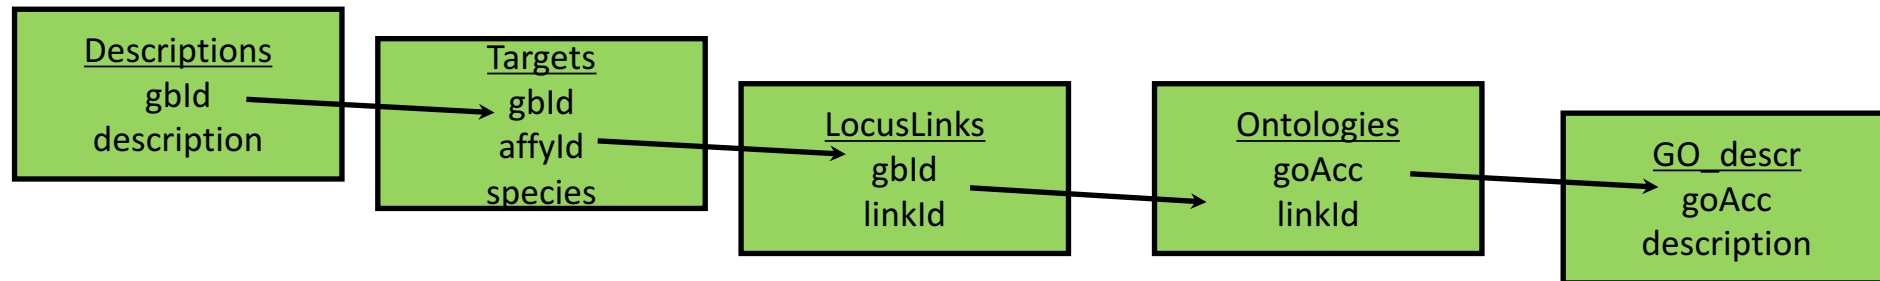 Descriptions
gbId
description
Targets
gbId
affyId
species
LocusLinks
gbId
linkId
Ontologies
goAcc
linkId
GO_descr
goAcc
description